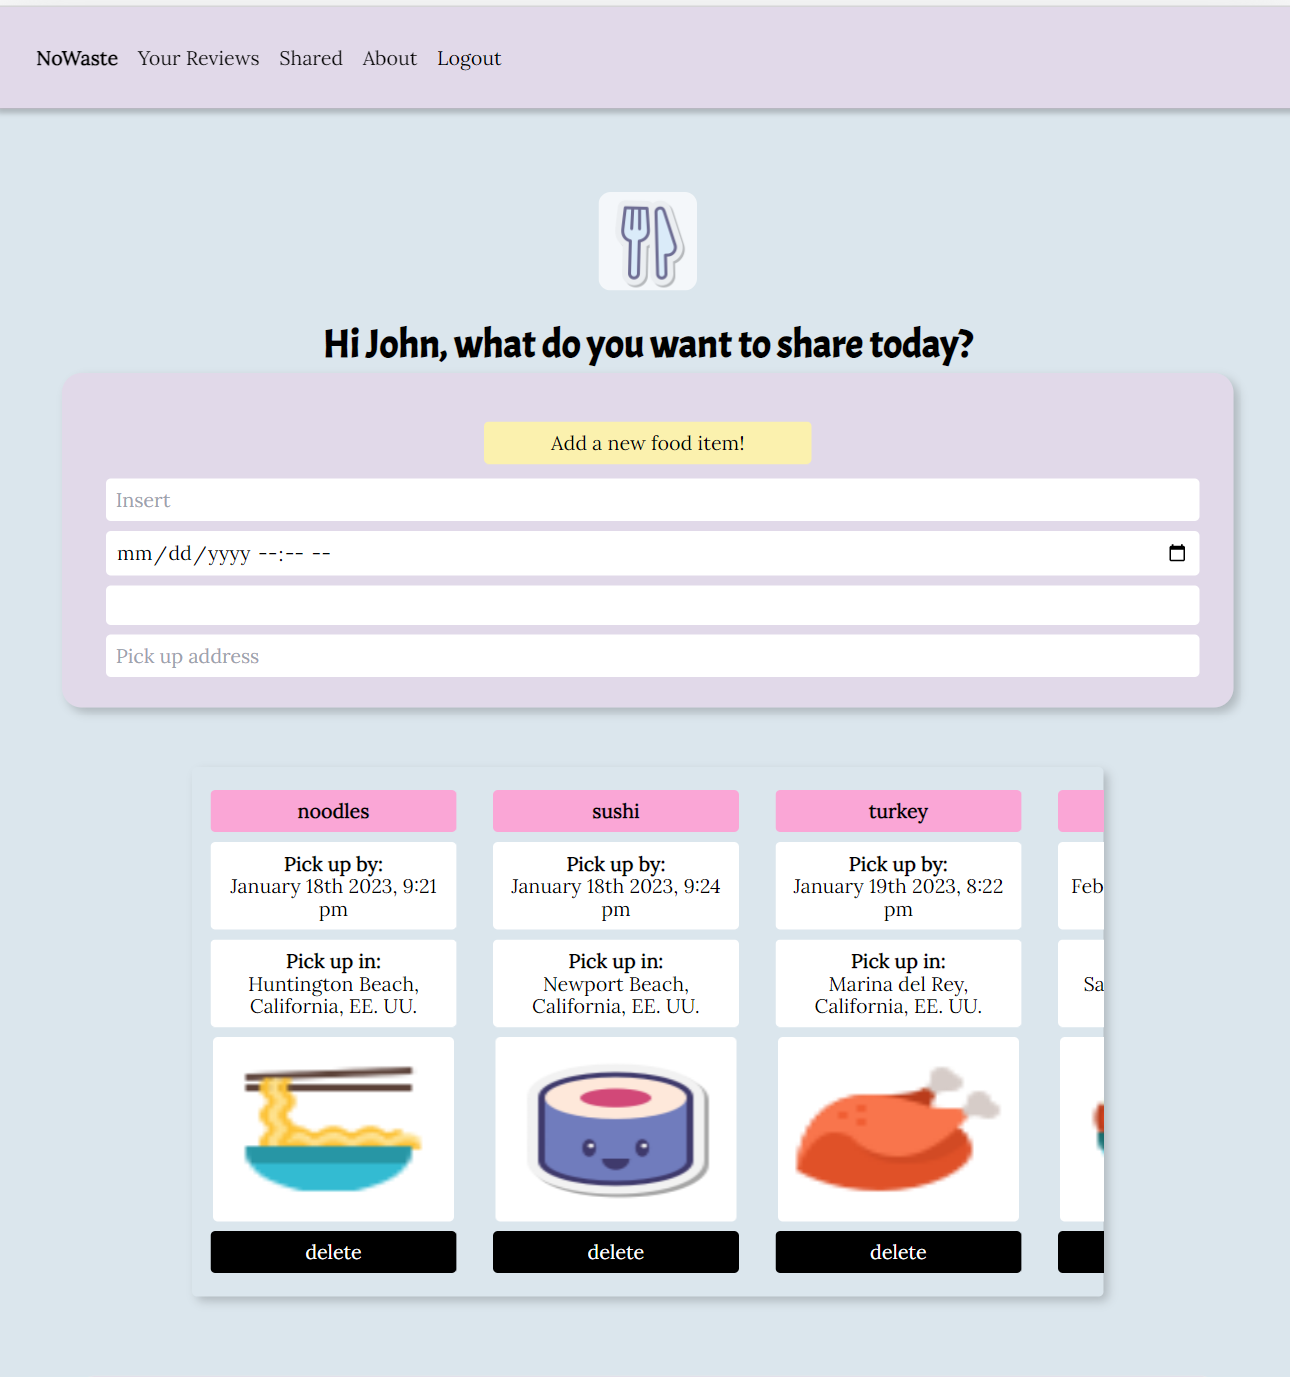 NoWaste Your Reviews Shared About Logout
Hi John, what do you want to share today?
Add a new food item!
Insert
mm/dd/yyyy --:-- --
Pick up address
noodles
Pick up by:
January 18th 2023, 9:21
pm
Pick up in:
Huntington Beach,
California, EE. UU.
delete
sushi
Pick up by:
January 18th 2023, 9:24
pm
Pick up in:
Newport Beach,
California, EE. UU.
delete
turkey
Pick up by:
January 19th 2023, 8:22
pm
Pick up in:
Marina del Rey,
California, EE. UU.
delete
Feb
Sa